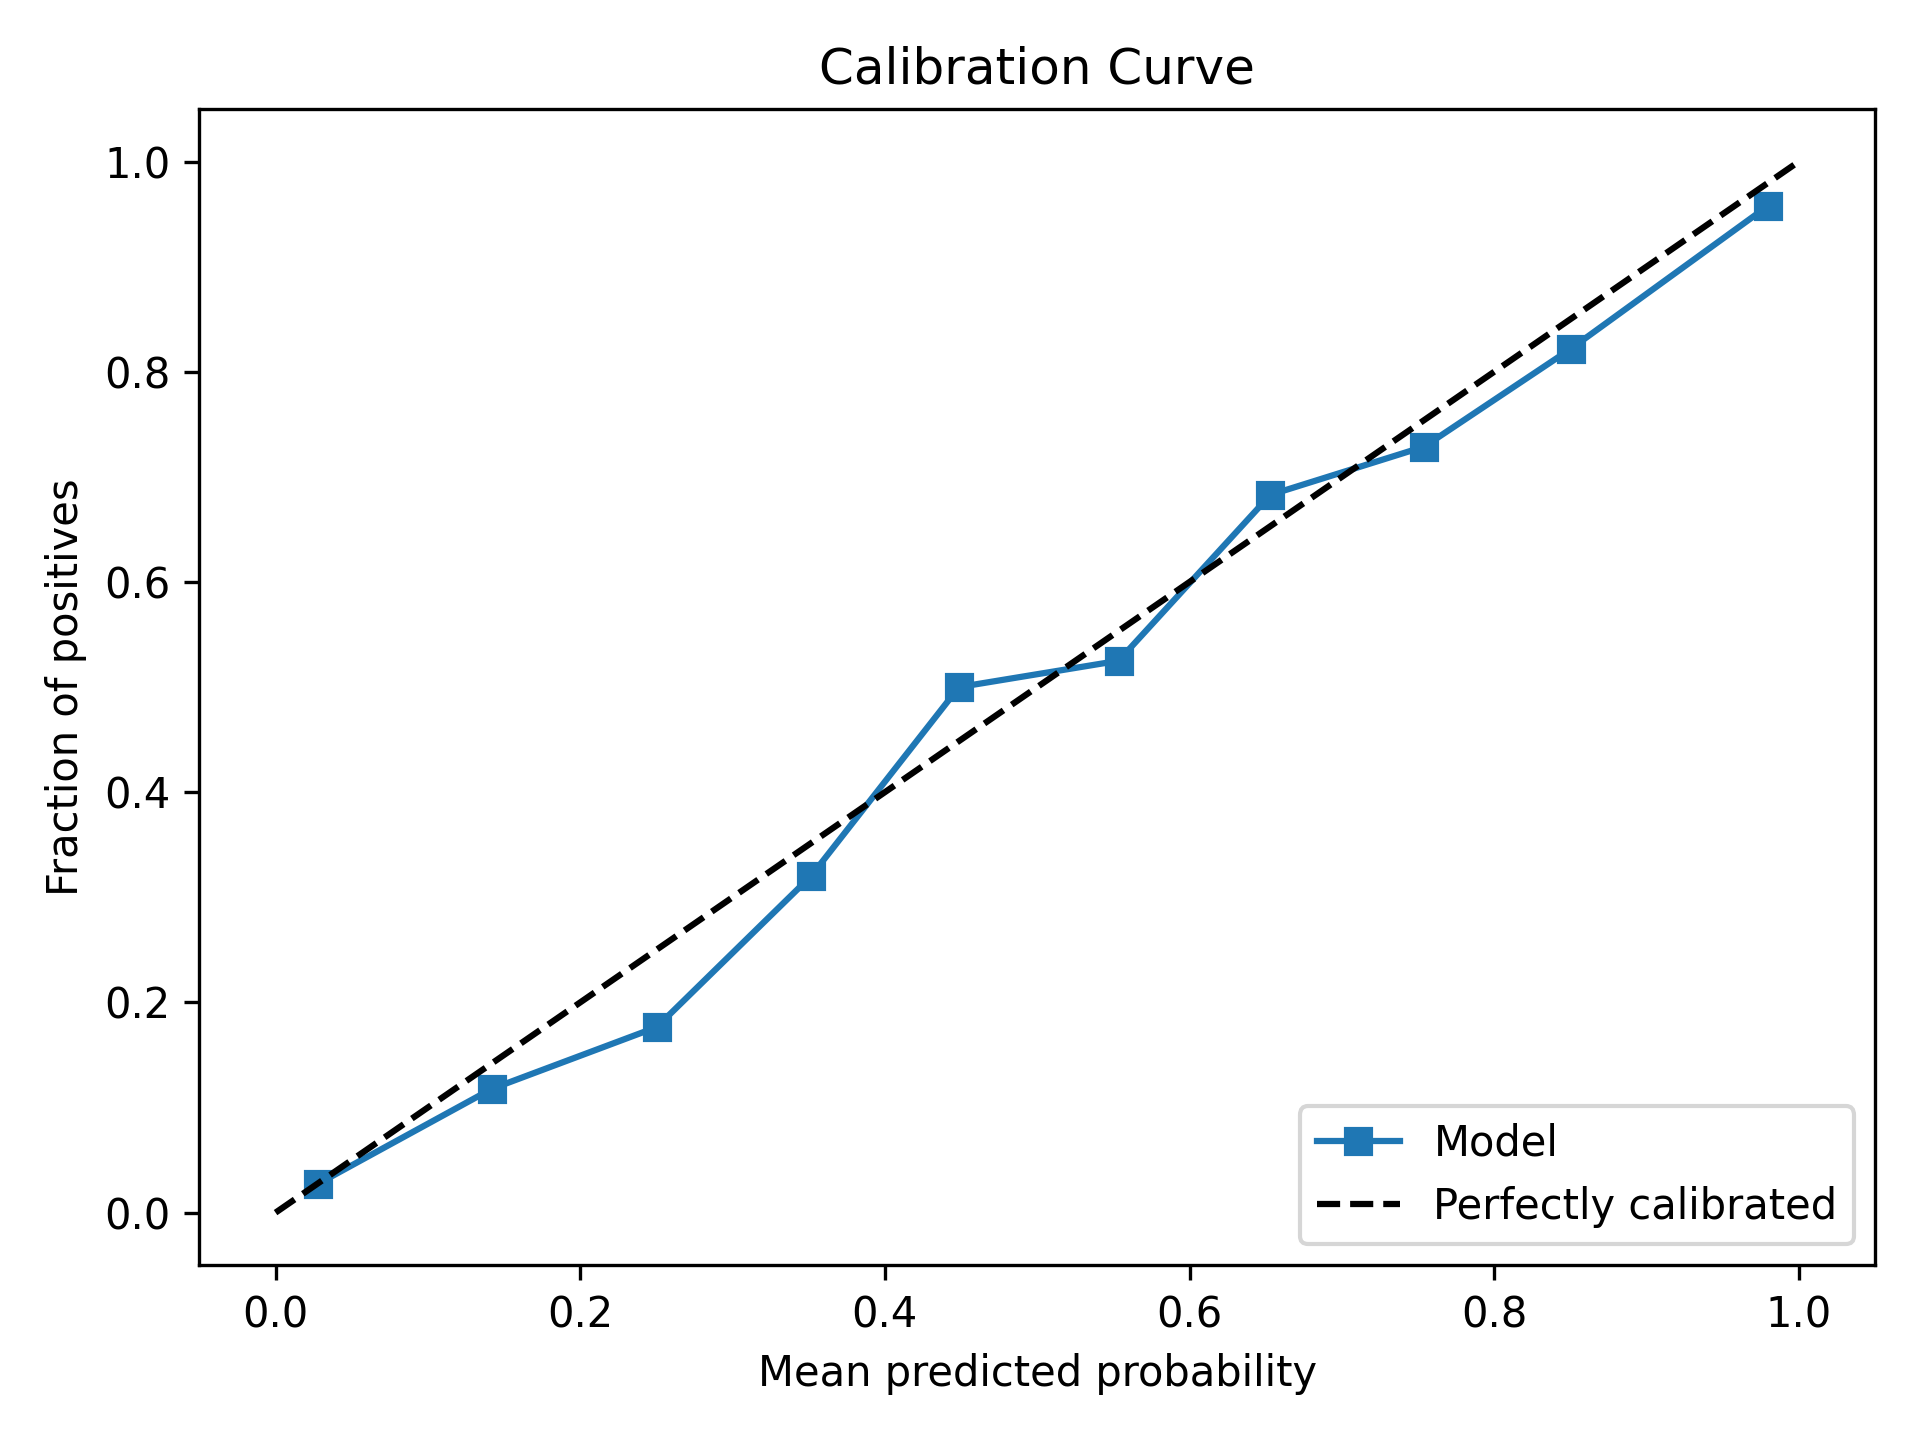 Calibration Curve
1.0
0.8
0.6
0.4
0.2
0.0
Fraction of positives
0.0 0.2 0.4 0.6 0.8 1.0
Mean predicted probability
Model
Perfectly calibrated